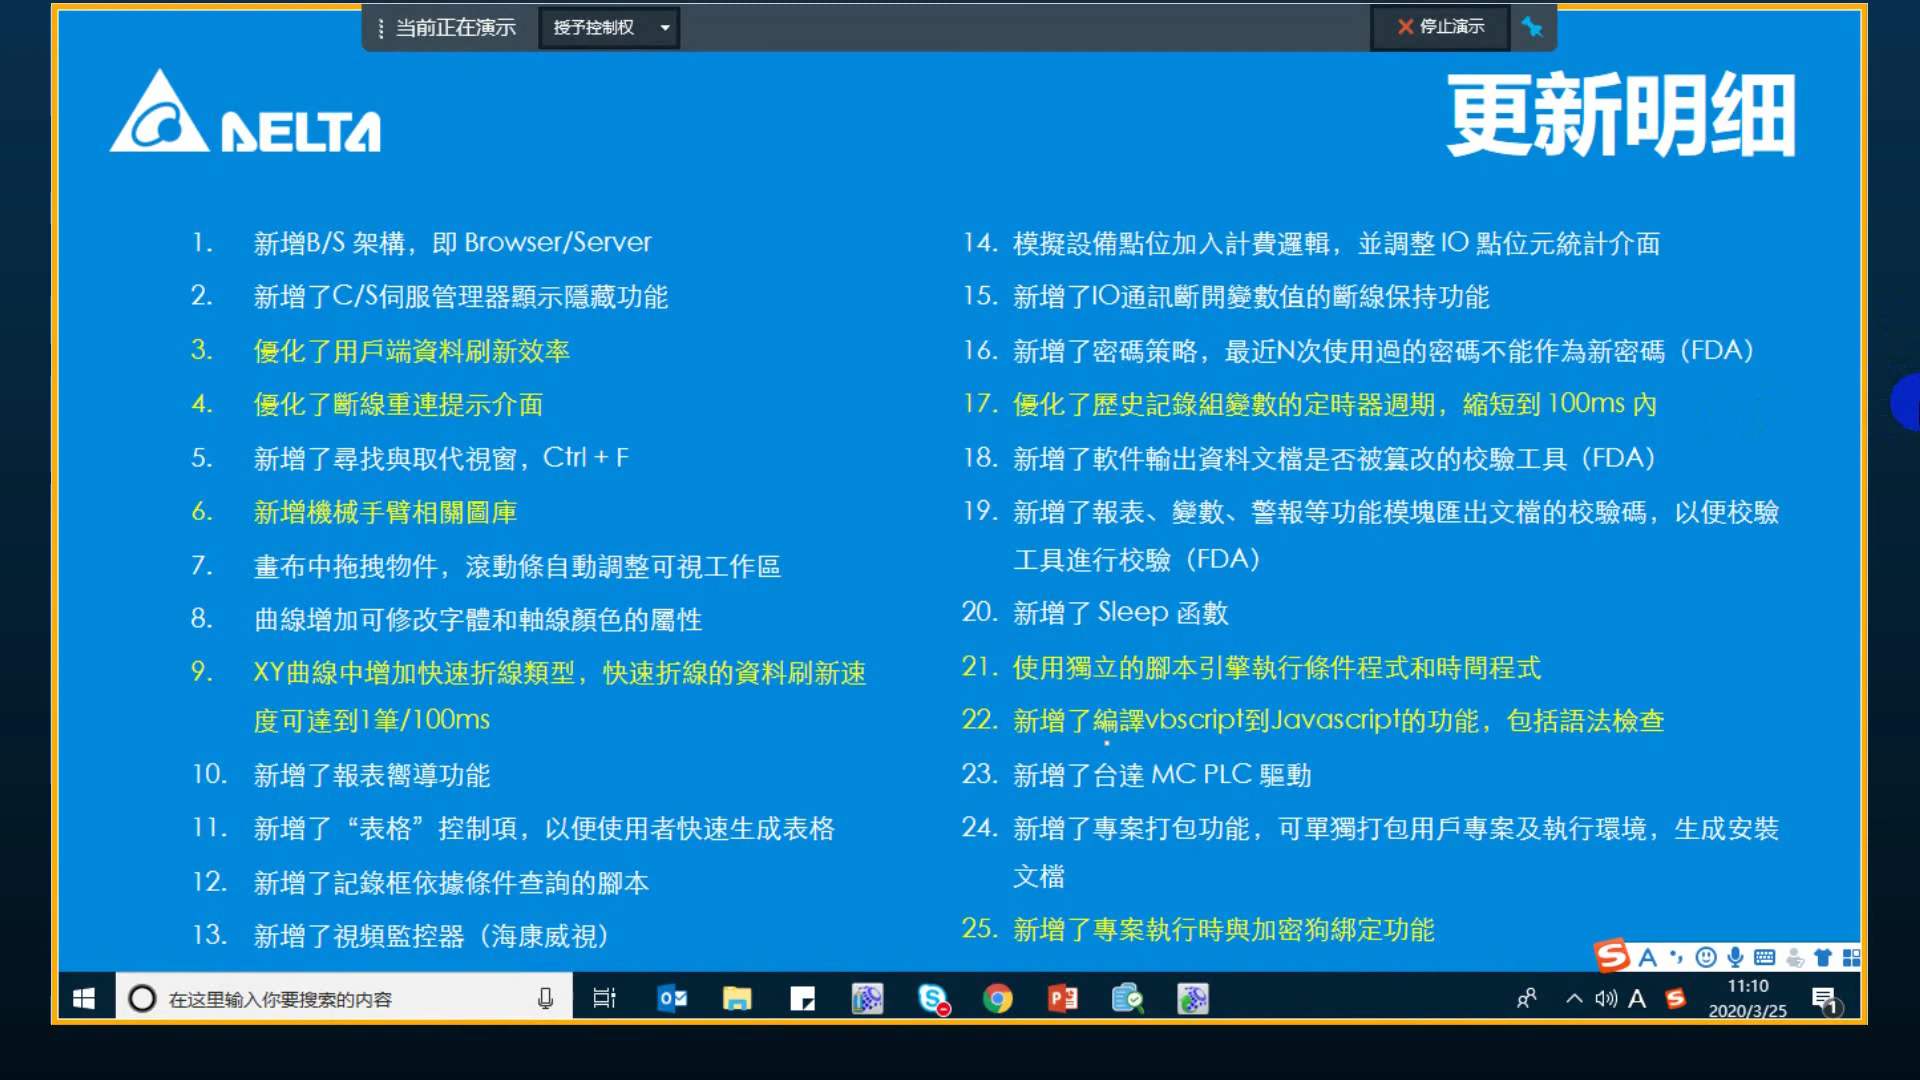 当前正在演示
授予控制权
停止演示
DELTA
更新明细
1. 新增B/S 架構，即 Browser/Server
2. 新增了C/S伺服管理器顯示隱藏功能
3. 優化了用戶端資料刷新效率
4. 優化了斷線重連提示介面
5. 新增了尋找與取代視窗，Ctrl + F
6. 新增機械手臂相關圖庫
7. 畫布中拖拽物件，滾動條自動調整可視工作區
8. 曲線增加可修改字體和軸線顏色的屬性
9. XY曲線中增加快速折線類型，快速折線的資料刷新速
度可達到1筆/100ms
10. 新增了報表嚮導功能
11. 新增了“表格”控制項，以便使用者快速生成表格
12. 新增了記錄框依據條件查詢的腳本
13. 新增了視頻監控器（海康威視）
14. 模擬設備點位加入計費邏輯，並調整 IO 點位元統計介面
15. 新增了IO通訊斷開變數值的斷線保持功能
16. 新增了密碼策略，最近N次使用過的密碼不能作為新密碼（FDA）
17. 優化了歷史記錄組變數的定時器週期，縮短到 100ms 內
18. 新增了軟件輸出資料文檔是否被篡改的校驗工具（FDA）
19. 新增了報表、變數、警報等功能模塊匯出文檔的校驗碼，以便校驗
工具進行校驗（FDA）
20. 新增了 Sleep 函數
21. 使用獨立的腳本引擎執行條件程式和時間程式
22. 新增了編譯vbscript到Javascript的功能，包括語法檢查
23. 新增了台達 MC PLC 驅動
24. 新增了專案打包功能，可單獨打包用戶專案及執行環境，生成安裝
文檔
25. 新增了專案執行時與加密狗綁定功能
在这里输入你要搜索的内容
11:10
2020/3/25
1